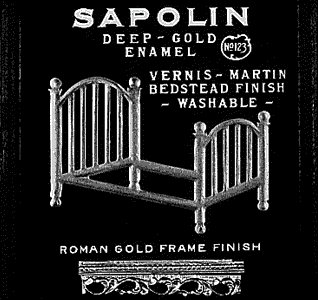 SAPOLIN
DEEP-GOLD
ENAMEL
No 123
VERNIS-MARTIN
BEDSTEAD FINISH
-WASHABLE-
ROMAN GOLD FRAME FINISH